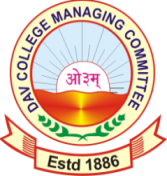 DAV COLLEGE MANAGING COMMITTEE
ओ३म्
Estd 1886